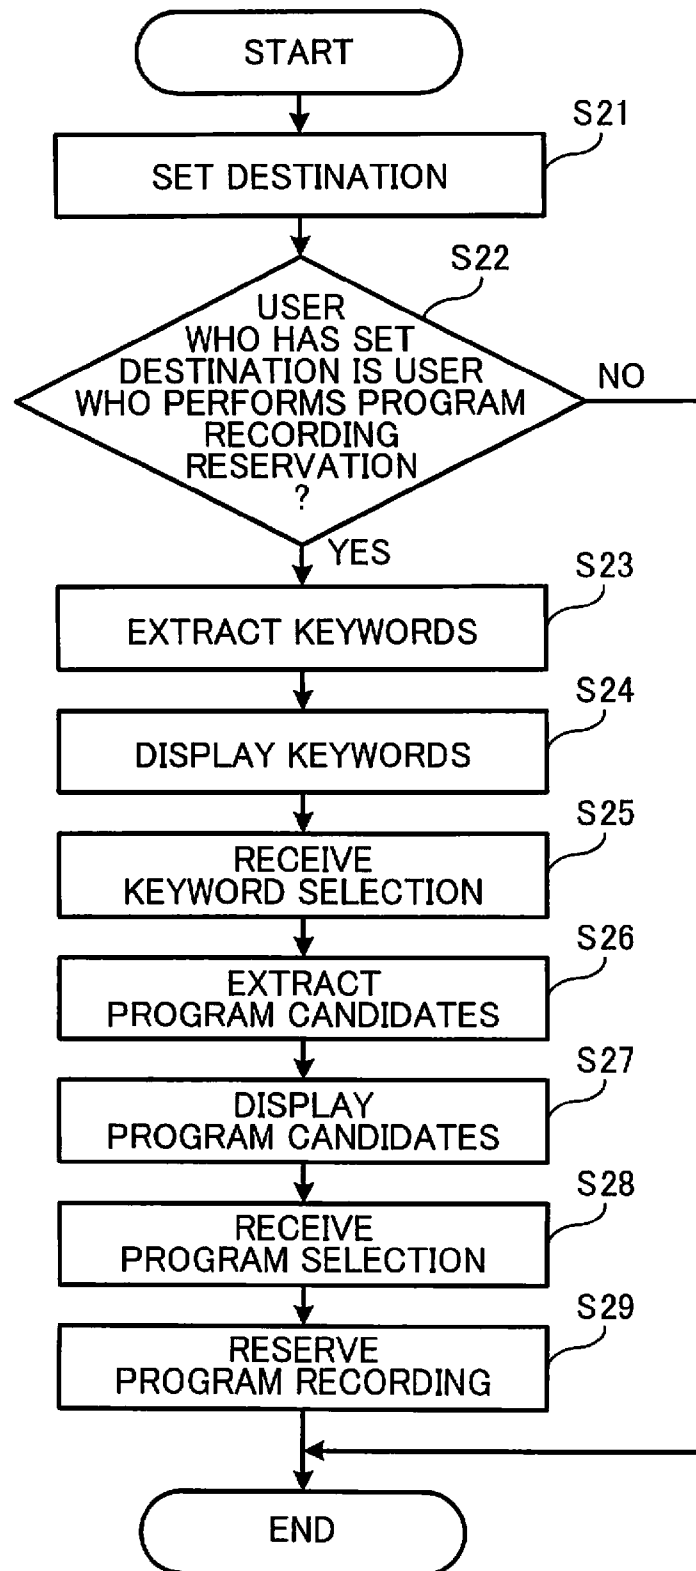 START
S21
SET DESTINATION
S22
USER
WHO HAS SET
DESTINATION IS USER
WHO PERFORMS PROGRAM
RECORDING
RESERVATION
?
NO
YES
S23
EXTRACT KEYWORDS
S24
DISPLAY KEYWORDS
S25
RECEIVE
KEYWORD SELECTION
S26
EXTRACT
PROGRAM CANDIDATES
S27
DISPLAY
PROGRAM CANDIDATES
S28
RECEIVE
PROGRAM SELECTION
S29
RESERVE
PROGRAM RECORDING
END